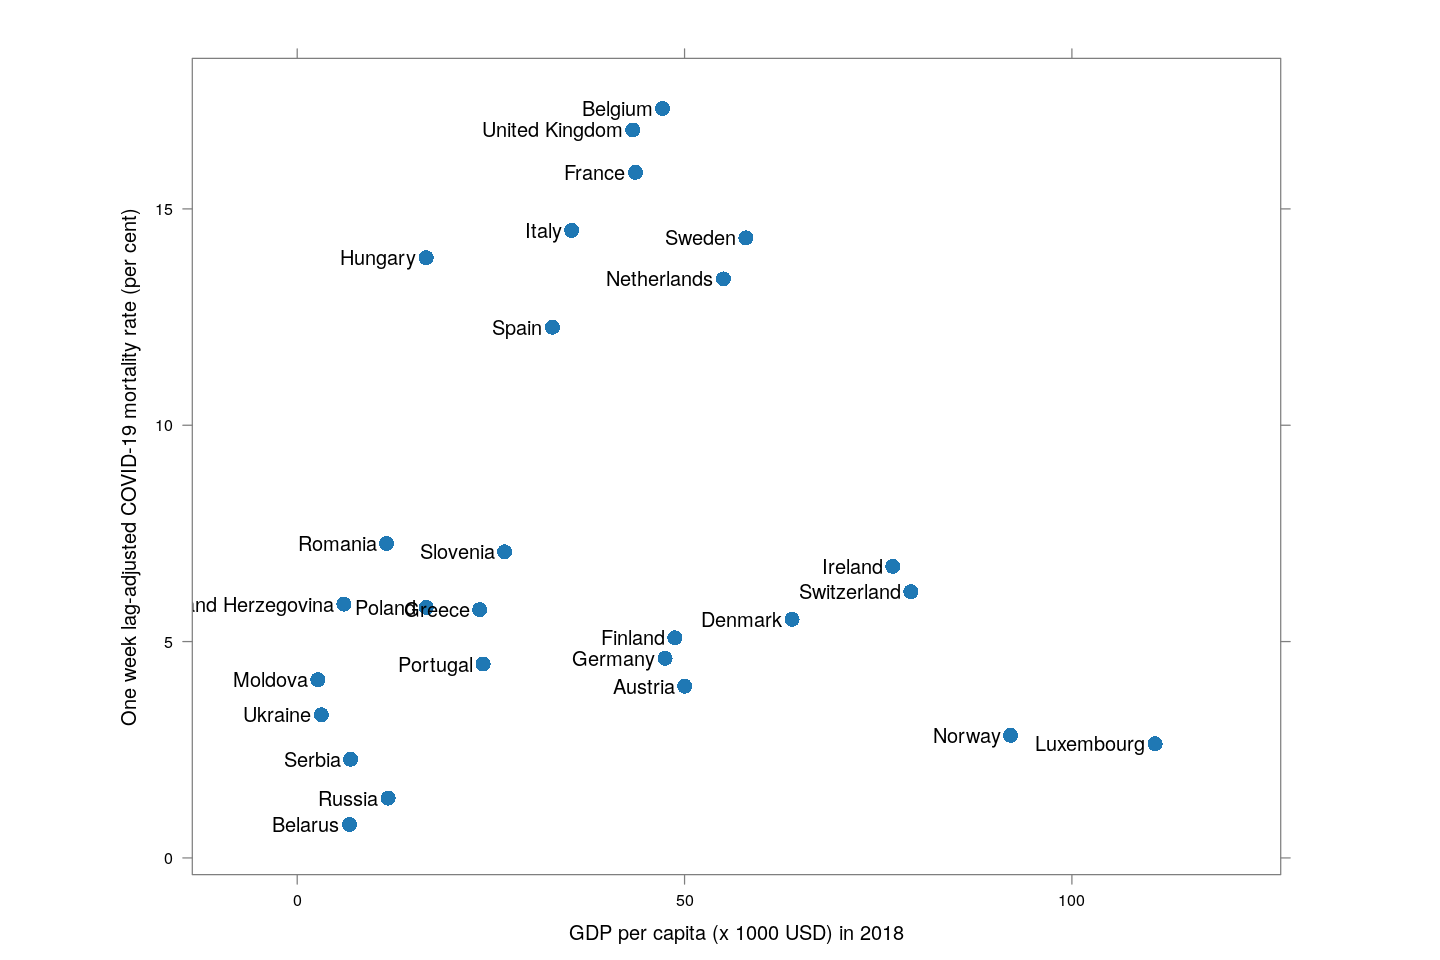 Belgium
United Kingdom
France
15
Italy
Sweden
Hungary
Netherlands
Spain
One week lag-adjusted COVID-19 mortality rate (per cent)
10
Romania
Slovenia
Ireland
Switzerland
and Herzegovina
Poland
Greece
Denmark
5
Finland
Germany
Portugal
Moldova
Austria
Ukraine
Norway
Luxembourg
Serbia
Russia
Belarus
0
0
50
100
GDP per capita (x 1000 USD) in 2018